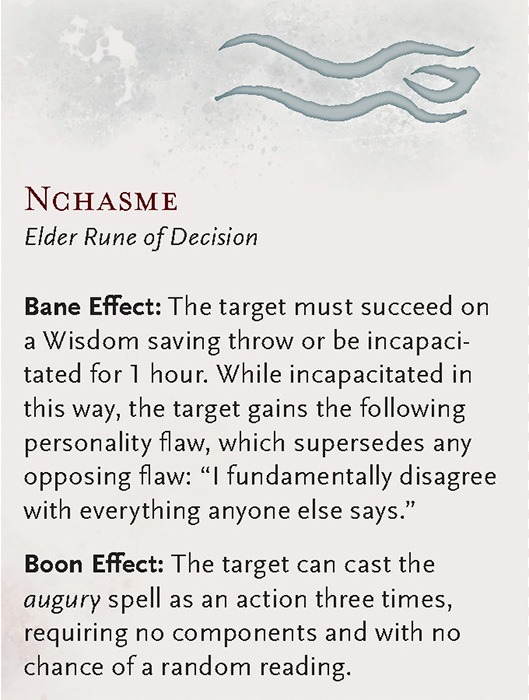 Nchasme
Elder Rune of Decision
Bane Effect: The target must succeed on
a Wisdom saving throw or be incapaci-
tated for 1 hour. While incapacitated in
this way, the target gains the following
personality flaw, which supersedes any
opposing flaw: “I fundamentally disagree
with everything anyone else says.”
Boon Effect: The target can cast the
augury spell as an action three times,
requiring no components and with no
chance of a random reading.